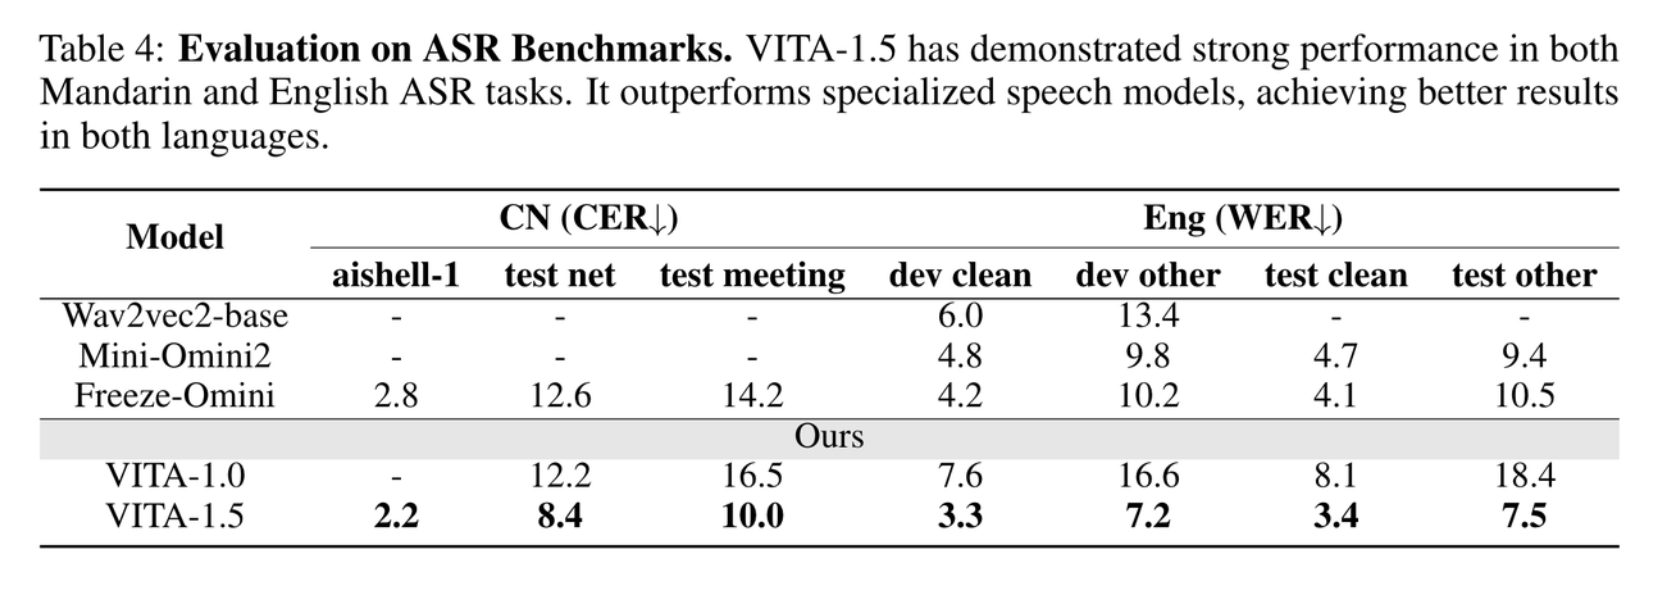 Table 4: Evaluation on ASR Benchmarks. VITA-1.5 has demonstrated strong performance in both
Mandarin and English ASR tasks. It outperforms specialized speech models, achieving better results
in both languages.
Model CN (CER↓) Eng (WER↓)
aishell-1 test net test meeting dev clean dev other test clean test other
Wav2vec2-base - - - 6.0 13.4 - -
Mini-Omini2 - - - 4.8 9.8 4.7 9.4
Freeze-Omini 2.8 12.6 14.2 4.2 10.2 4.1 10.5
Ours
VITA-1.0 - 12.2 16.5 7.6 16.6 8.1 18.4
VITA-1.5 2.2 8.4 10.0 3.3 7.2 3.4 7.5